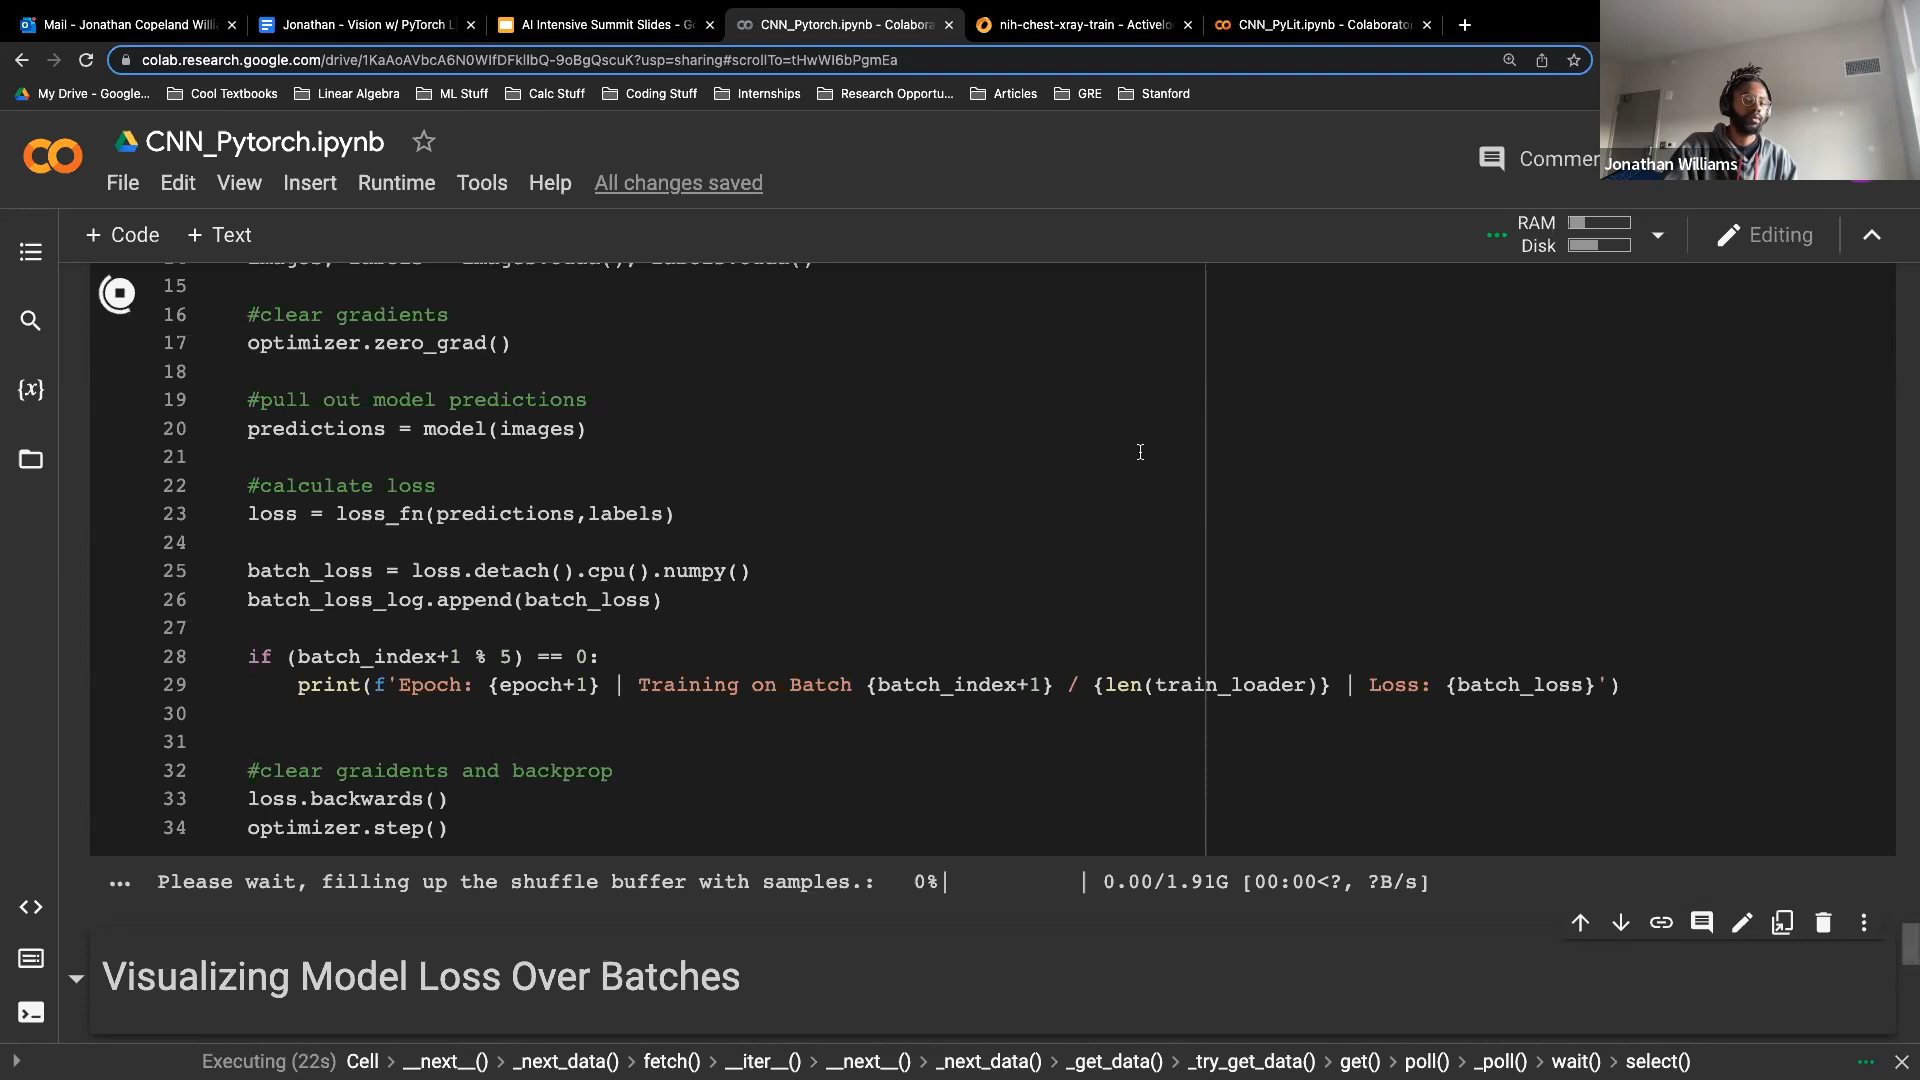 Mail - Jonathan Copeland Willi
Jonathan - Vision w/ PyTorch L
AI Intensive Summit Slides - Go
CNN_Pytorch.ipynb - Colabora
nih-chest-xray-train - Activelo
CNN_PyLit.ipynb - Colaborato
colab.research.google.com/drive/1KaAoAVbcA6N0WIfDFklIbQ-9oBgQscuK?usp=sharing#scrollTo=tHwWI6bPgmEa
My Drive - Google...
Cool Textbooks
Linear Algebra
ML Stuff
Calc Stuff
Coding Stuff
Internships
Research Opportu...
Articles
GRE
Stanford
CNN_Pytorch.ipynb
Commen
Jonathan Williams
File Edit View Insert Runtime Tools Help All changes saved
+ Code + Text
RAM
Disk
Editing
15
16 #clear gradients
17 optimizer.zero_grad()
18
19 #pull out model predictions
20 predictions = model(images)
21
22 #calculate loss
23 loss = loss_fn(predictions,labels)
24
25 batch_loss = loss.detach().cpu().numpy()
26 batch_loss_log.append(batch_loss)
27
28 if (batch_index+1 % 5) == 0:
29 print(f'Epoch: {epoch+1} | Training on Batch {batch_index+1} / {len(train_loader)} | Loss: {batch_loss}')
30
31
32 #clear graidents and backprop
33 loss.backwards()
34 optimizer.step()
... Please wait, filling up the shuffle buffer with samples.: 0%| | 0.00/1.91G [00:00<?, ?B/s]
Visualizing Model Loss Over Batches
Executing (22s) Cell > __next__() > _next_data() > fetch() > __iter__() > __next__() > _next_data() > _get_data() > _try_get_data() > get() > poll() > _poll() > wait() > select()